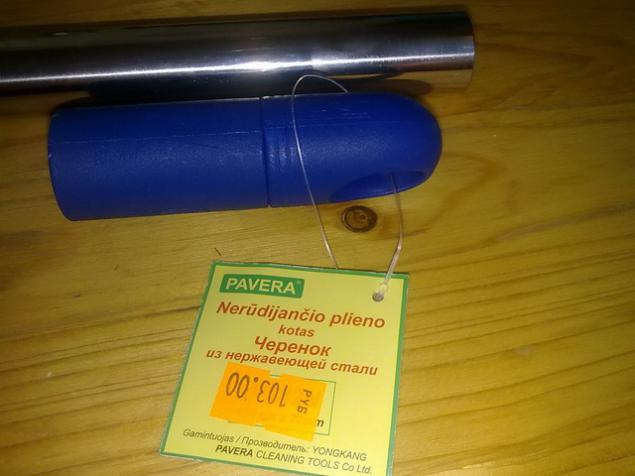 PAVERA®
Nerūdijančio plieno
kotas
Черенок
из нержавеющей стали
103.00
РУБ
Gamintuojas / Прозводитель: YONGKANG
PAVERA CLEANING TOOLS Co Ltd.